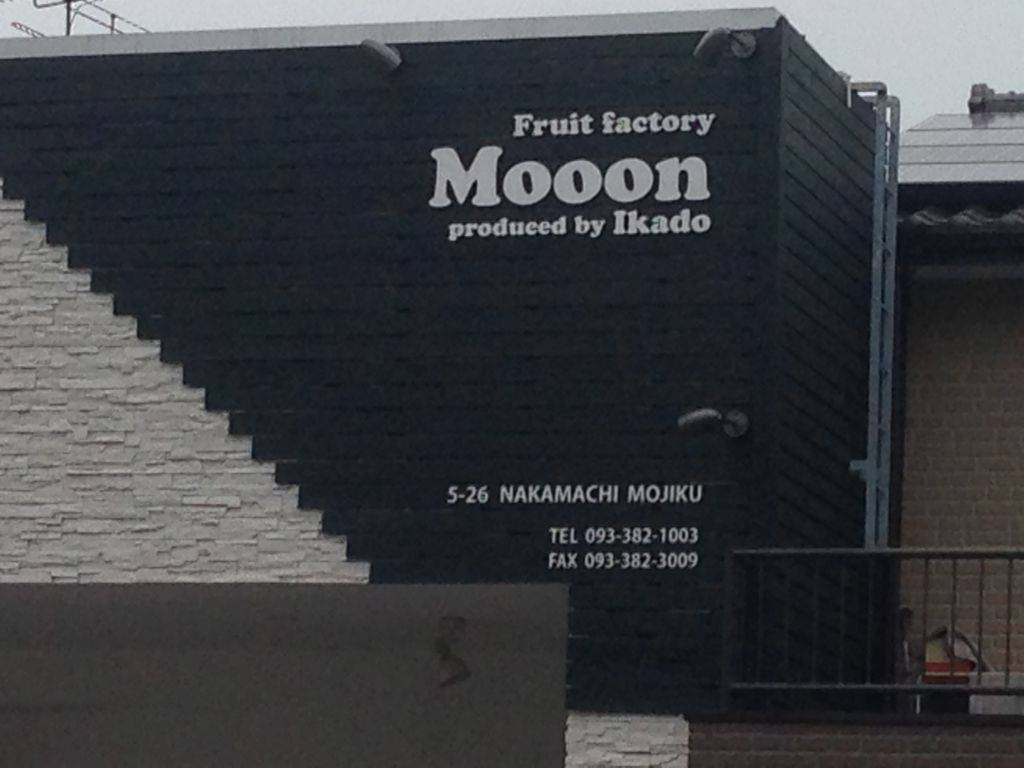 Fruit factory
Mooon
produced by Ikado
5-26 NAKAMACHI MOJIKU
TEL 093-382-1003
FAX 093-382-3009